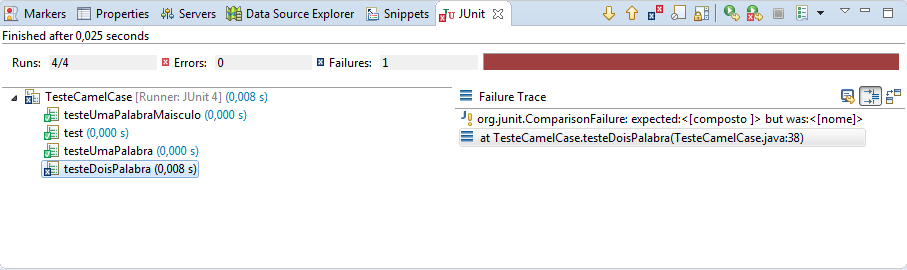 Markers Properties Servers Data Source Explorer Snippets JUnit
Finished after 0,025 seconds
Runs: 4/4 Errors: 0 Failures: 1
TesteCamelCase [Runner: JUnit 4] (0,008 s)
testeUmaPalabraMaisculo (0,000 s)
test (0,000 s)
testeUmaPalabra (0,000 s)
testeDoisPalabra (0,008 s)
Failure Trace
org.junit.ComparisonFailure: expected:<[composto ]> but was:<[nome]>
at TesteCamelCase.testeDoisPalabra(TesteCamelCase.java:38)